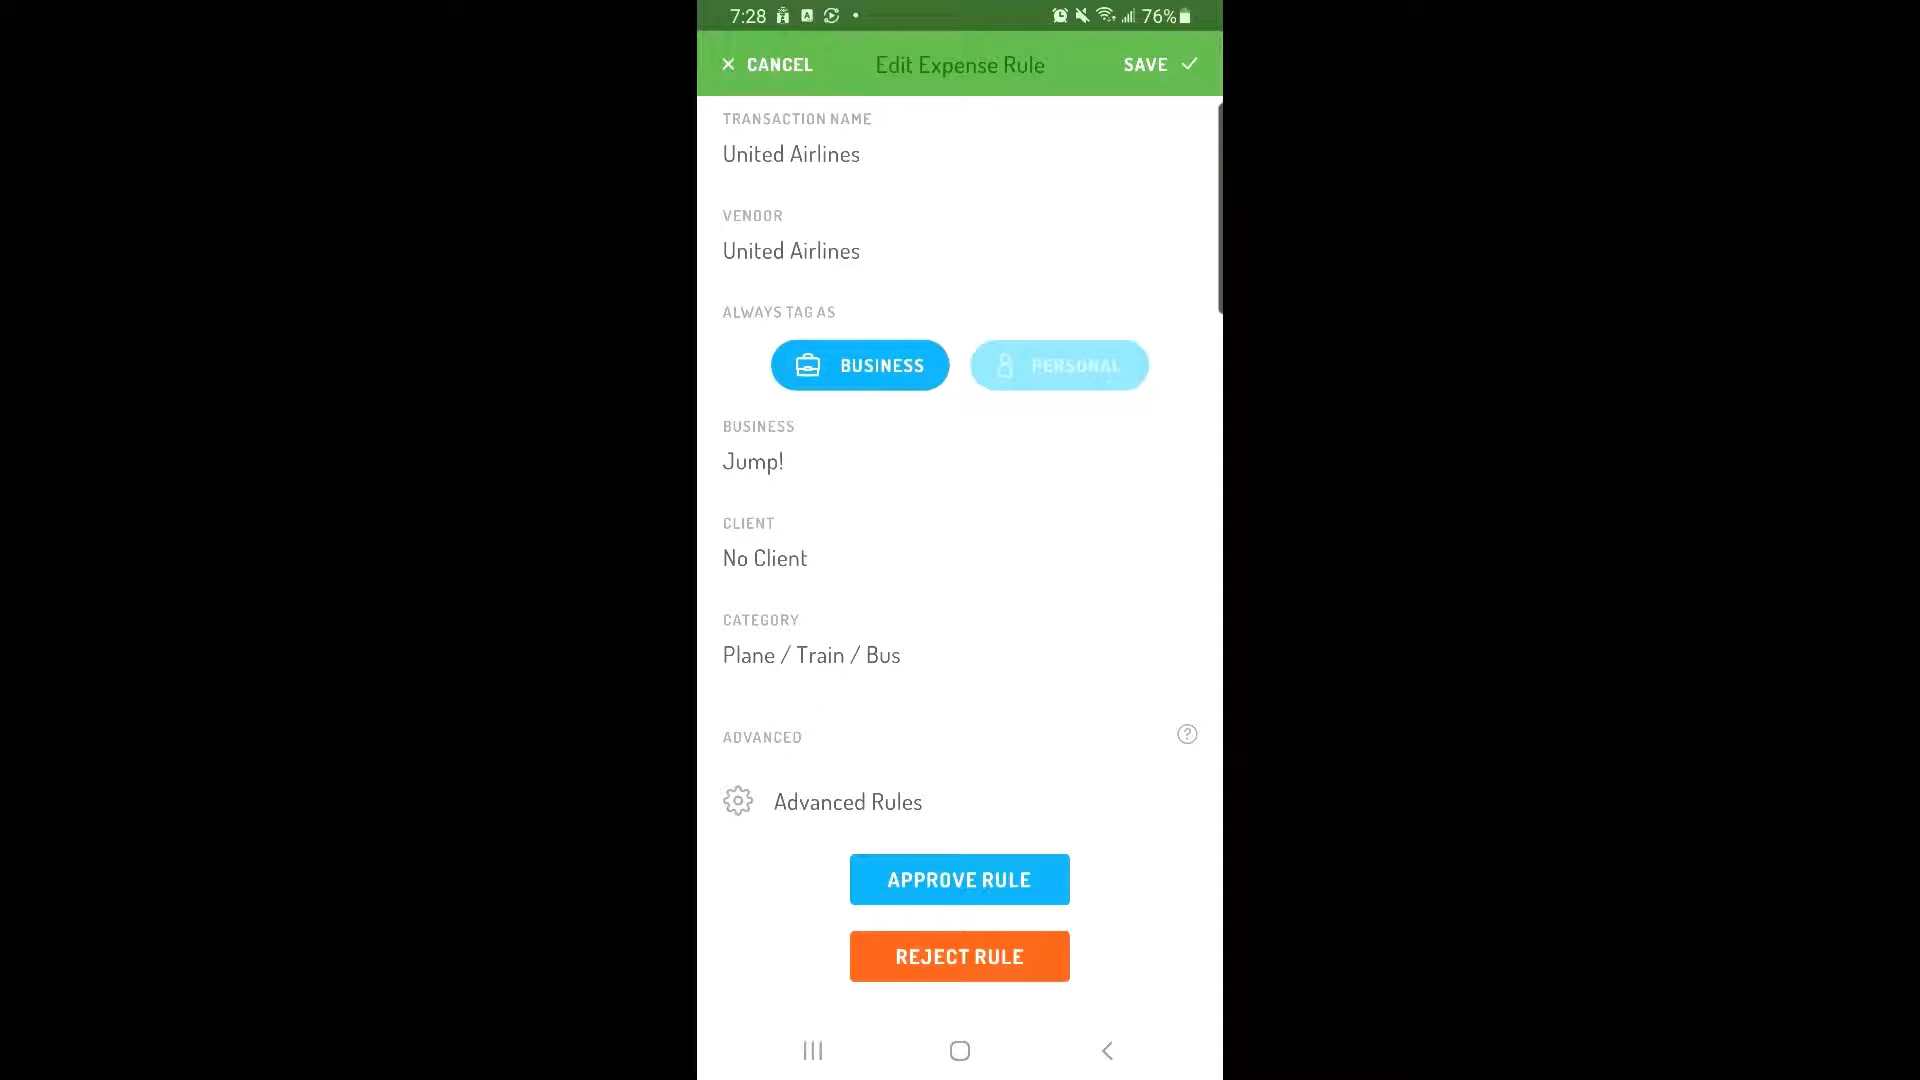 7:28 76%
CANCEL Edit Expense Rule SAVE
TRANSACTION NAME
United Airlines
VENDOR
United Airlines
ALWAYS TAG AS
BUSINESS PERSONAL
BUSINESS
Jump!
CLIENT
No Client
CATEGORY
Plane / Train / Bus
ADVANCED ?
Advanced Rules
APPROVE RULE
REJECT RULE